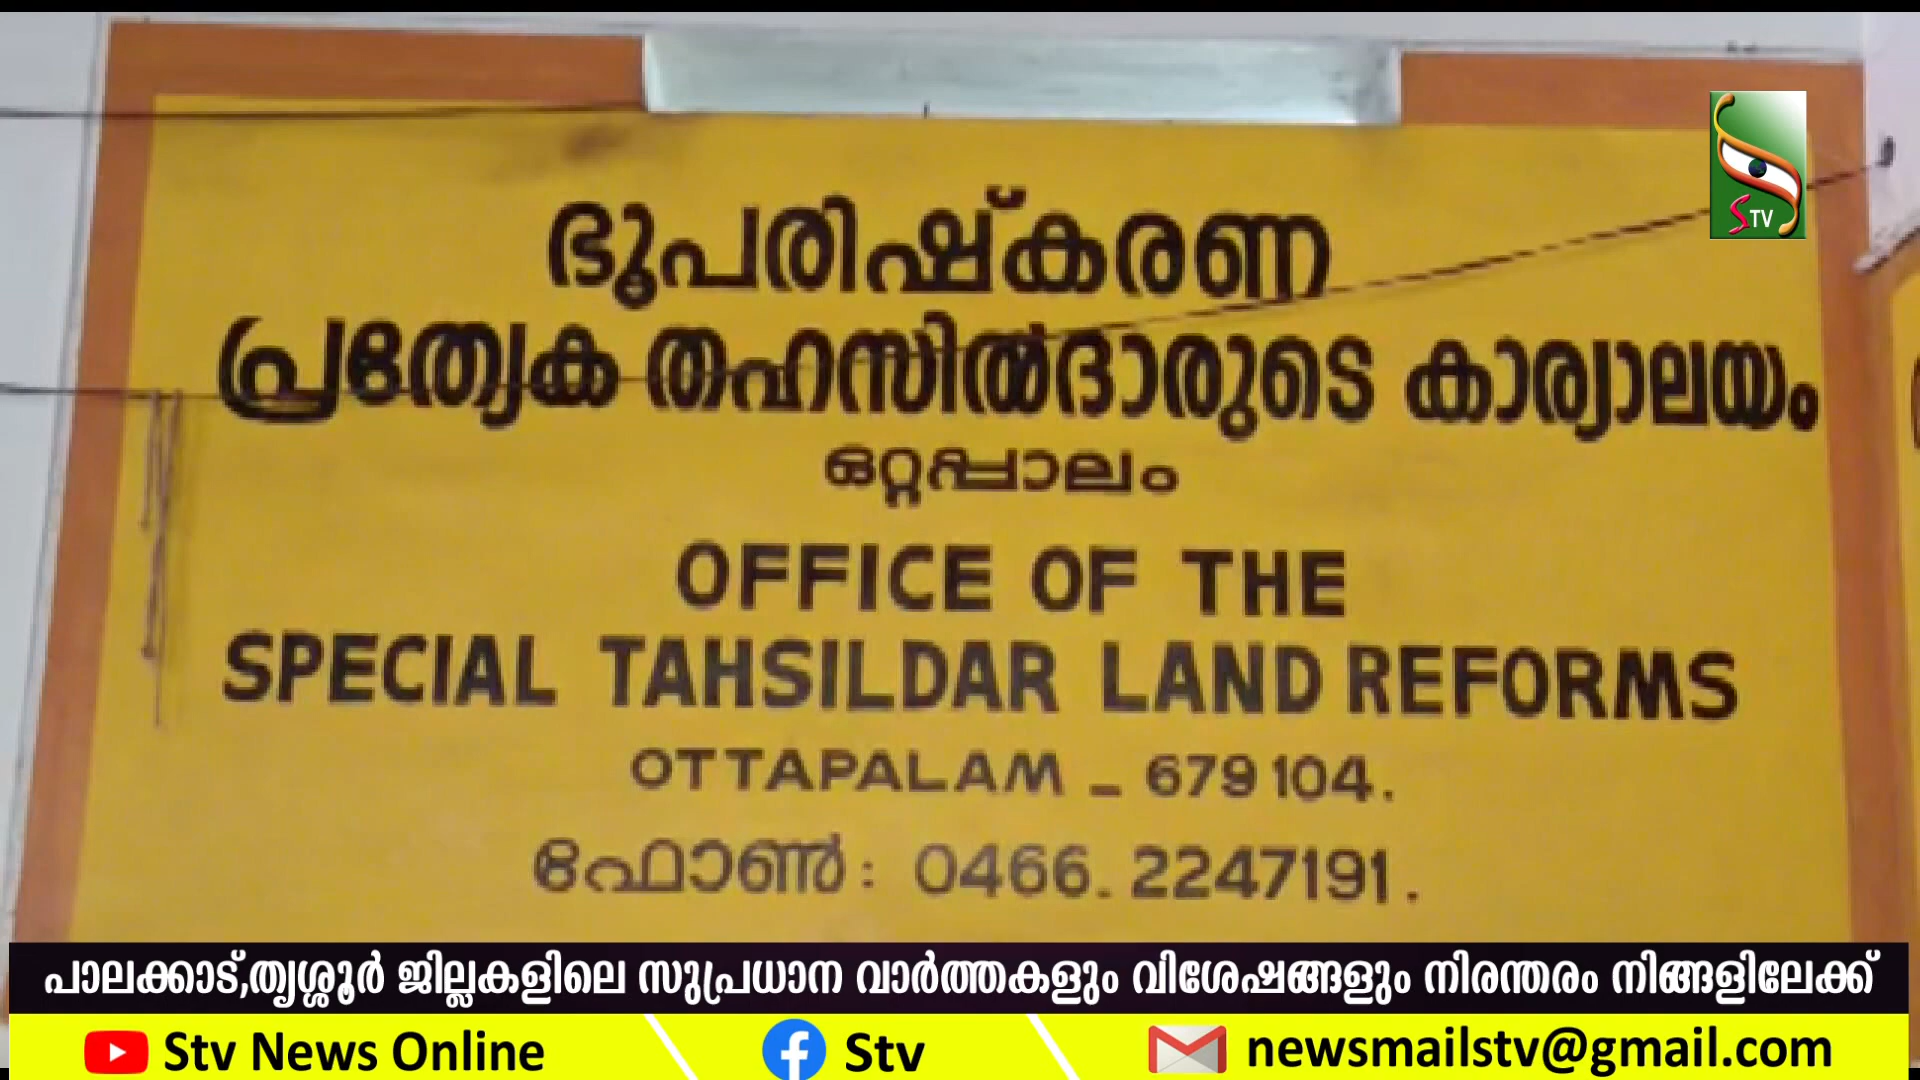 STV
ഭൂപരിഷ്കരണ
പ്രത്യേക തഹസിൽദാരുടെ കാര്യാലയം
ഒറ്റപ്പാലം
OFFICE OF THE
SPECIAL TAHSILDAR LAND REFORMS
OTTAPALAM - 679104.
ഫോൺ: 0466.2247191.
പാലക്കാട്,തൃശ്ശൂർ ജില്ലകളിലെ സുപ്രധാന വാർത്തകളും വിശേഷങ്ങളും നിരന്തരം നിങ്ങളിലേക്ക്
Stv News Online Stv newsmailstv@gmail.com